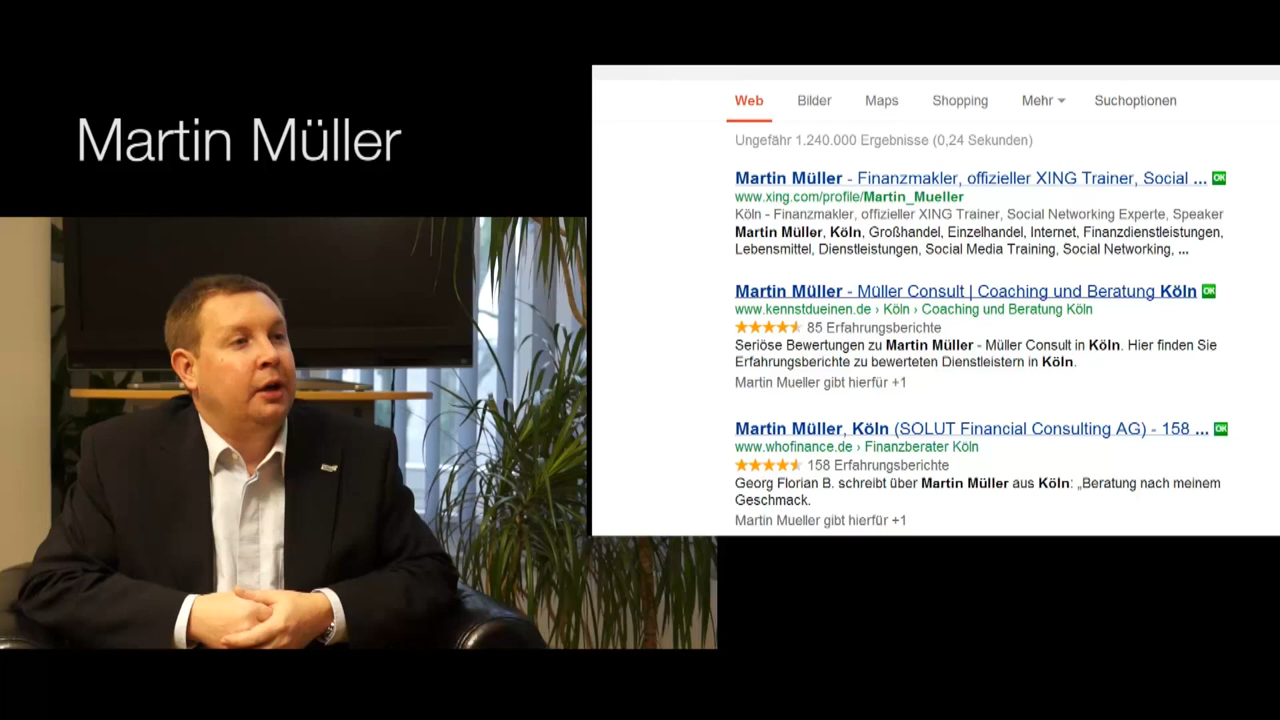 Martin Müller
Web Bilder Maps Shopping Mehr Suchoptionen
Ungefähr 1.240.000 Ergebnisse (0,24 Sekunden)
Martin Müller - Finanzmakler, offizieller XING Trainer, Social ... OK
www.xing.com/profile/Martin_Mueller
Köln - Finanzmakler, offizieller XING Trainer, Social Networking Experte, Speaker
Martin Müller, Köln, Großhandel, Einzelhandel, Internet, Finanzdienstleistungen,
Lebensmittel, Dienstleistungen, Social Media Training, Social Networking, ...
Martin Müller - Müller Consult | Coaching und Beratung Köln OK
www.kennstdueinen.de › Köln › Coaching und Beratung Köln
85 Erfahrungsberichte
Seriöse Bewertungen zu Martin Müller - Müller Consult in Köln. Hier finden Sie
Erfahrungsberichte zu bewerteten Dienstleistern in Köln.
Martin Mueller gibt hierfür +1
Martin Müller, Köln (SOLUT Financial Consulting AG) - 158 ... OK
www.whofinance.de › Finanzberater Köln
158 Erfahrungsberichte
Georg Florian B. schreibt über Martin Müller aus Köln: „Beratung nach meinem
Geschmack.
Martin Mueller gibt hierfür +1